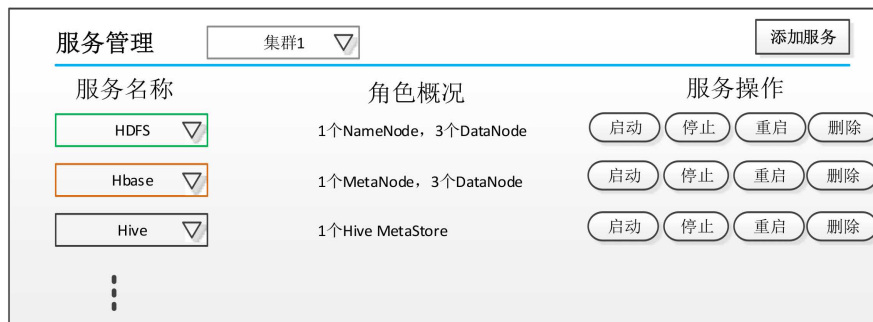 服务管理 集群1 添加服务
服务名称 角色概况 服务操作
HDFS 1个NameNode，3个DataNode 启动 停止 重启 删除
Hbase 1个MetaNode，3个DataNode 启动 停止 重启 删除
Hive 1个Hive MetaStore 启动 停止 重启 删除